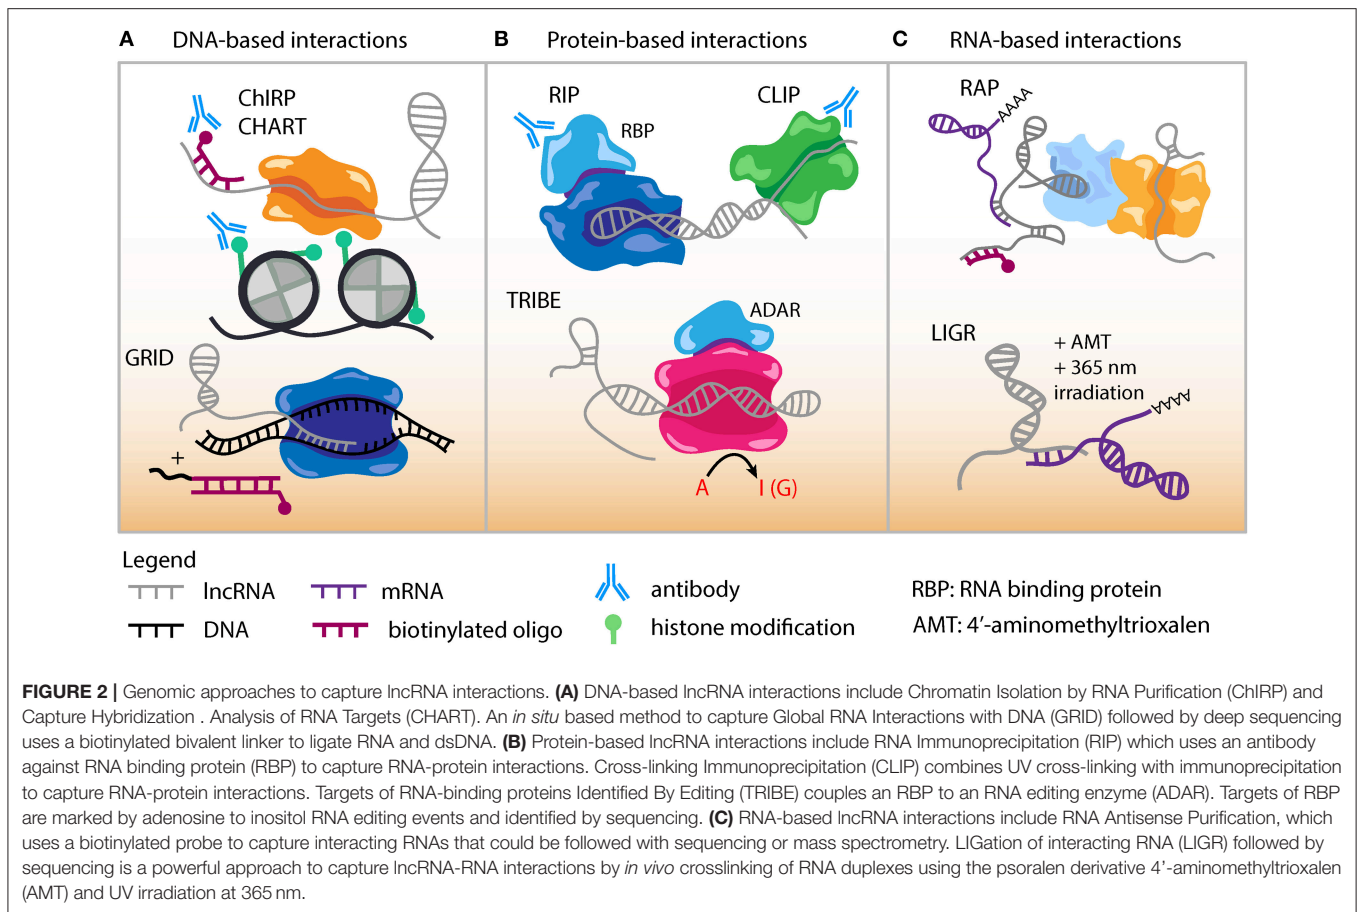 A DNA-based interactions
B Protein-based interactions
C RNA-based interactions
ChIRP
CHART
GRID
+
RIP
RBP
CLIP
TRIBE
ADAR
A
I (G)
RAP
AAAA
LIGR
+ AMT
+ 365 nm
irradiation
AAAA
Legend
lncRNA
mRNA
antibody
RBP: RNA binding protein
DNA
biotinylated oligo
histone modification
AMT: 4’-aminomethyltrioxalen
FIGURE 2 | Genomic approaches to capture lncRNA interactions. (A) DNA-based lncRNA interactions include Chromatin Isolation by RNA Purification (ChIRP) and
Capture Hybridization . Analysis of RNA Targets (CHART). An in situ based method to capture Global RNA Interactions with DNA (GRID) followed by deep sequencing
uses a biotinylated bivalent linker to ligate RNA and dsDNA. (B) Protein-based lncRNA interactions include RNA Immunoprecipitation (RIP) which uses an antibody
against RNA binding protein (RBP) to capture RNA-protein interactions. Cross-linking Immunoprecipitation (CLIP) combines UV cross-linking with immunoprecipitation
to capture RNA-protein interactions. Targets of RNA-binding proteins Identified By Editing (TRIBE) couples an RBP to an RNA editing enzyme (ADAR). Targets of RBP
are marked by adenosine to inositol RNA editing events and identified by sequencing. (C) RNA-based lncRNA interactions include RNA Antisense Purification, which
uses a biotinylated probe to capture interacting RNAs that could be followed with sequencing or mass spectrometry. LIGation of interacting RNA (LIGR) followed by
sequencing is a powerful approach to capture lncRNA-RNA interactions by in vivo crosslinking of RNA duplexes using the psoralen derivative 4’-aminomethyltrioxalen
(AMT) and UV irradiation at 365 nm.